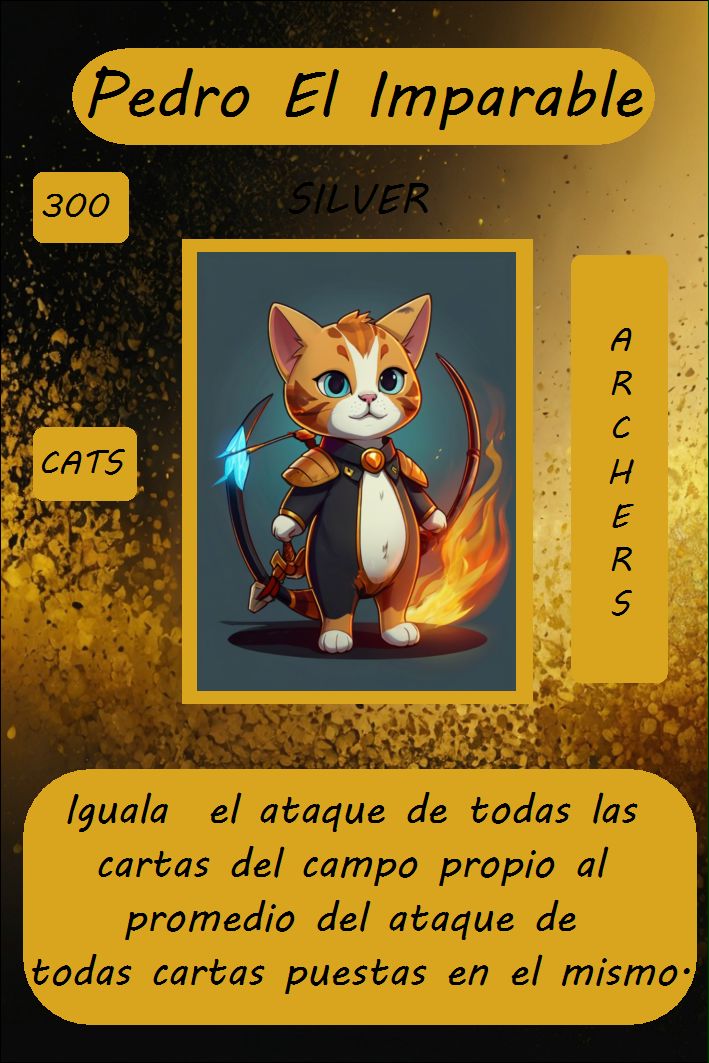 Pedro El Imparable
300
SILVER
CATS
ARCHERS
Iguala el ataque de todas las
cartas del campo propio al
promedio del ataque de
todas cartas puestas en el mismo.